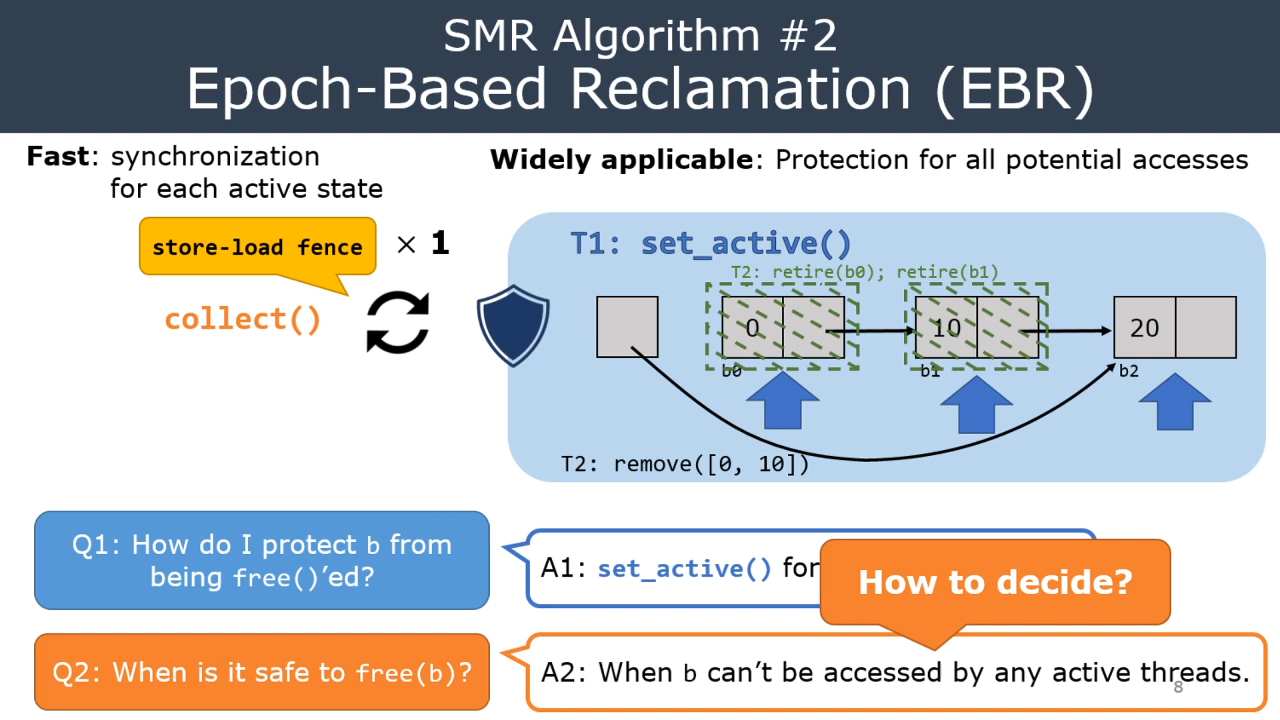 SMR Algorithm #2
Epoch-Based Reclamation (EBR)
Fast: synchronization
for each active state
Widely applicable: Protection for all potential accesses
store-load fence
× 1
collect()
T1: set_active()
T2: retire(b0); retire(b1)
0
10
20
b0
b1
b2
T2: remove([0, 10])
Q1: How do I protect b from
being free()’ed?
A1: set_active() for
How to decide?
Q2: When is it safe to free(b)?
A2: When b can’t be accessed by any active threads.
8